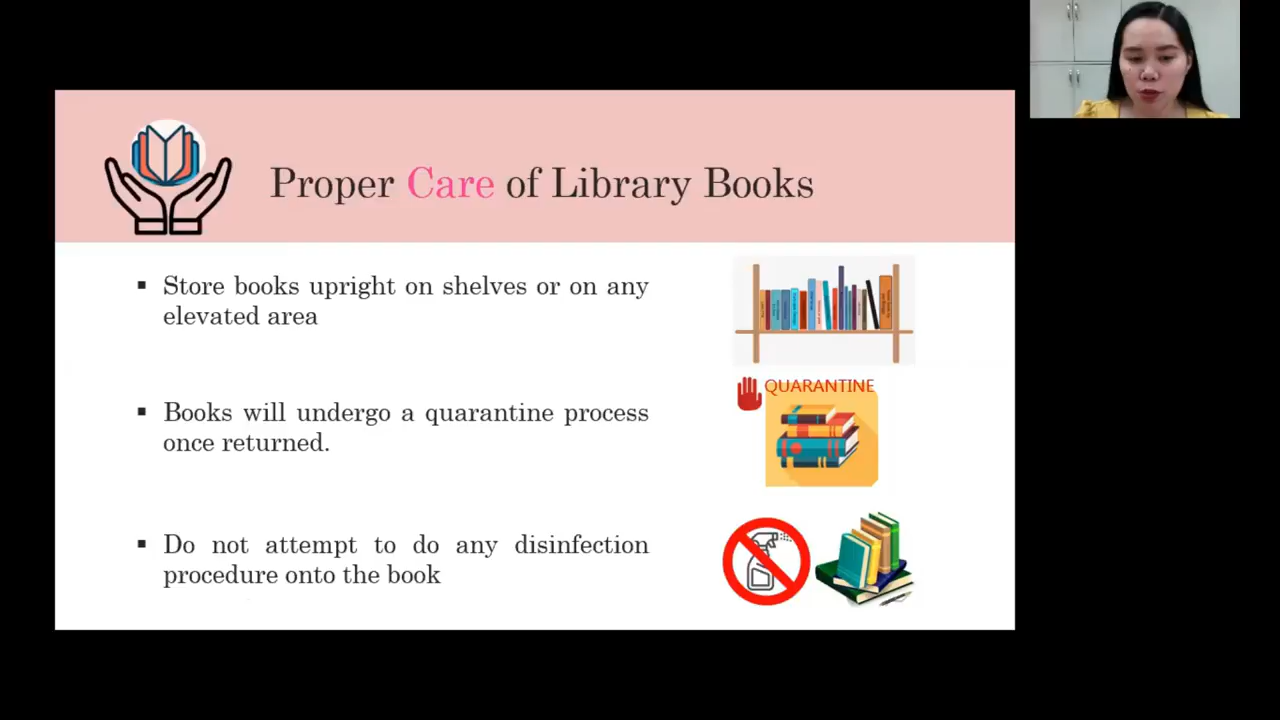 Proper Care of Library Books
▪ Store books upright on shelves or on any
elevated area
QUARANTINE
▪ Books will undergo a quarantine process
once returned.
▪ Do not attempt to do any disinfection
procedure onto the book